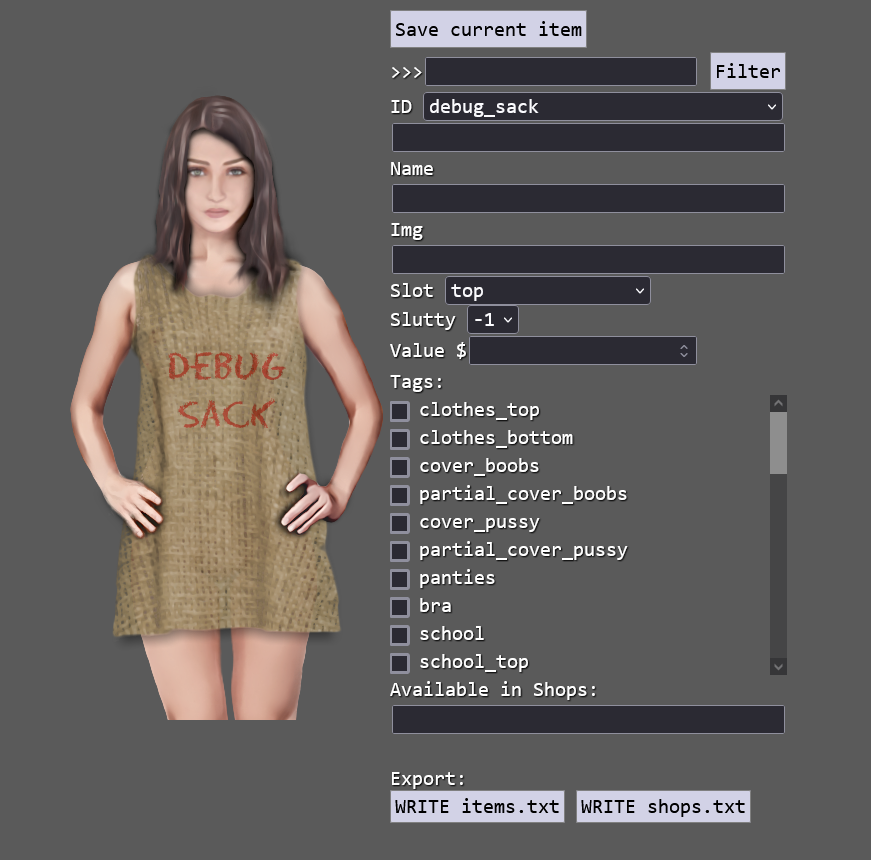 Save current item
>>> Filter
ID debug_sack
Name
Img
Slot top
Slutty -1
Value $
Tags:
clothes_top
clothes_bottom
cover_boobs
partial_cover_boobs
cover_pussy
partial_cover_pussy
panties
bra
school
school_top
Available in Shops:
Export:
WRITE items.txt WRITE shops.txt
DEBUG
SACK